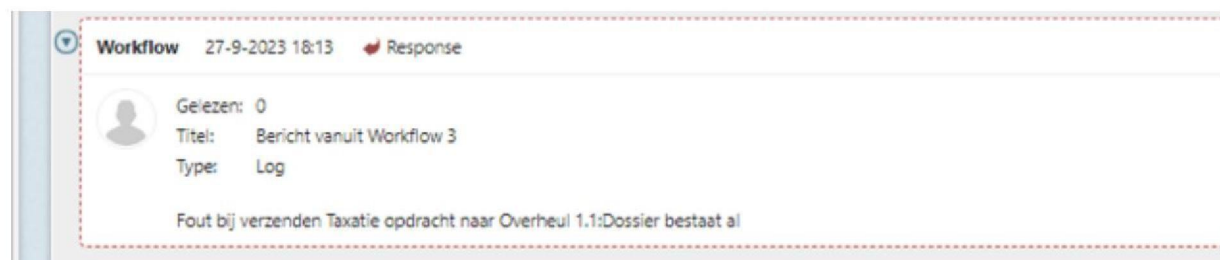 Workflow 27-9-2023 18:13 Response
Gelezen: 0
Titel: Bericht vanuit Workflow 3
Type: Log
Fout bij verzenden Taxatie opdracht naar Overheul 1.1:Dossier bestaat al